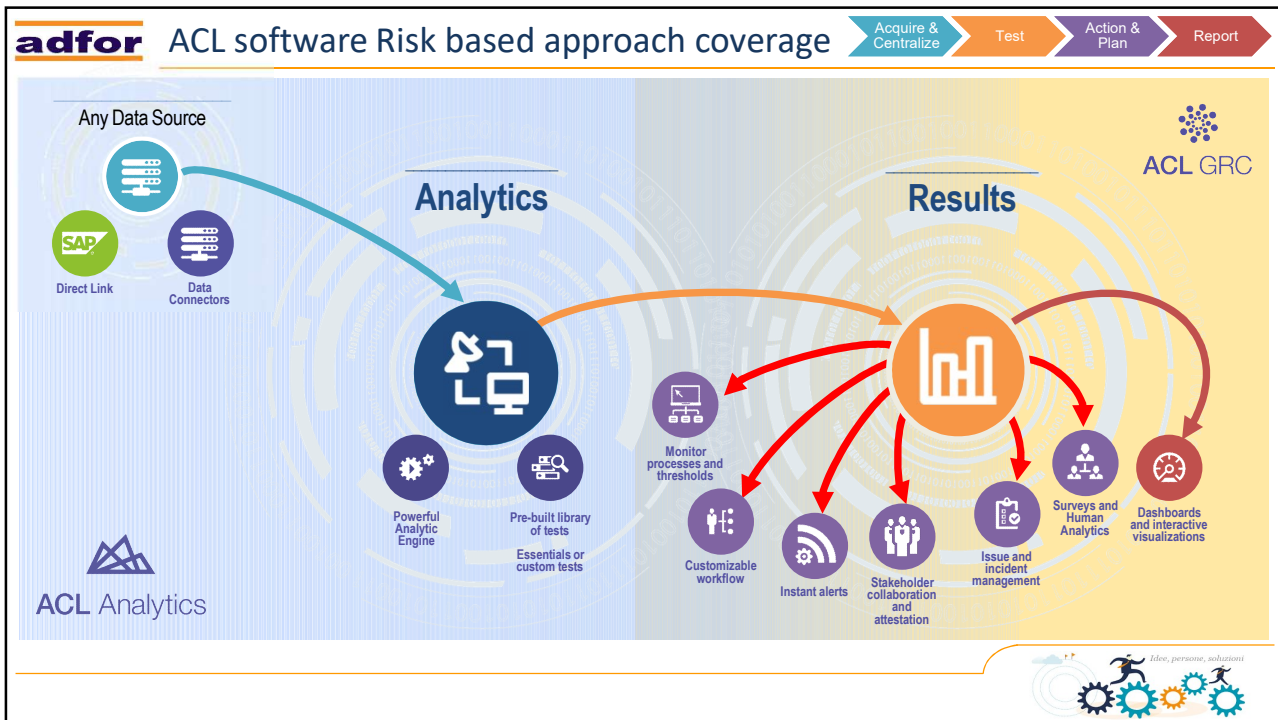 adfor
ACL software Risk based approach coverage
Acquire &
Centralize
Test
Action &
Plan
Report
Any Data Source
SAP
Direct Link
Data
Connectors
Analytics
Results
ACL GRC
Powerful
Analytic
Engine
Pre-built library
of tests
Essentials or
custom tests
Monitor
processes and
thresholds
Customizable
workflow
Instant alerts
Stakeholder
collaboration
and
attestation
Issue and
incident
management
Surveys and
Human
Analytics
Dashboards
and interactive
visualizations
ACL Analytics
Idee, persone, soluzioni